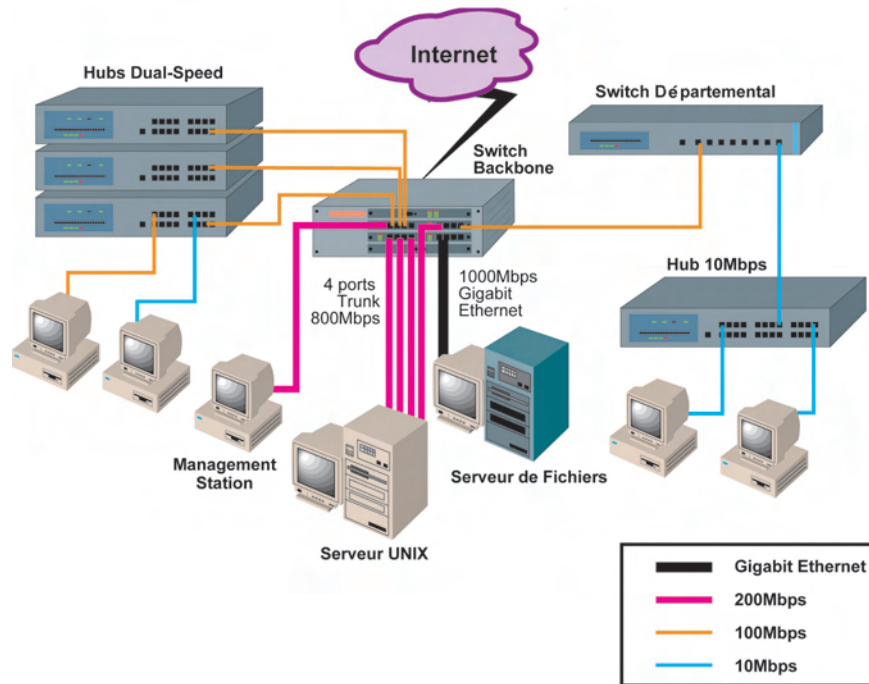 Internet
Hubs Dual-Speed
Switch Départemental
Switch
Backbone
4 ports
Trunk
800Mbps
1000Mbps
Gigabit
Ethernet
Hub 10Mbps
Management
Station
Serveur UNIX
Serveur de Fichiers
Gigabit Ethernet
200Mbps
100Mbps
10Mbps